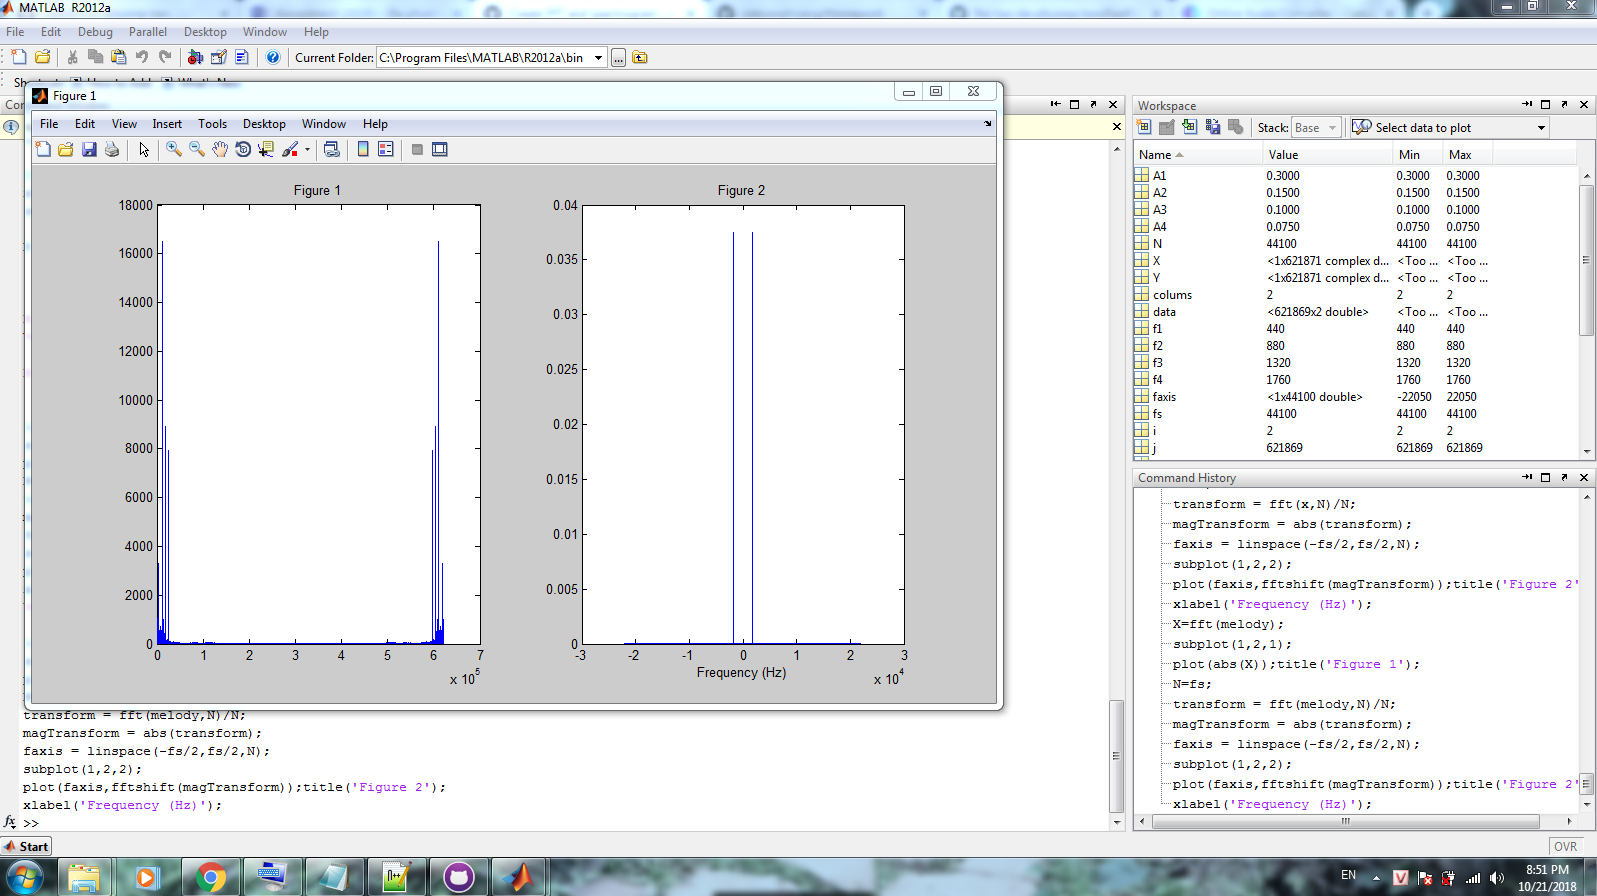 MATLAB R2012a
File Edit Debug Parallel Desktop Window Help
Current Folder: C:\Program Files\MATLAB\R2012a\bin
...
Figure 1
File Edit View Insert Tools Desktop Window Help
Figure 1
18000
16000
14000
12000
10000
8000
6000
4000
2000
0
0 1 2 3 4 5 6 7
x 10^5
Figure 2
0.04
0.035
0.03
0.025
0.02
0.015
0.01
0.005
0
-3 -2 -1 0 1 2 3
Frequency (Hz)
x 10^4
transform = fft(melody,N)/N;
magTransform = abs(transform);
faxis = linspace(-fs/2,fs/2,N);
subplot(1,2,2);
plot(faxis,fftshift(magTransform));title('Figure 2');
xlabel('Frequency (Hz)');
fx >>
Workspace
Stack: Base Select data to plot
Name Value Min Max
A1 0.3000 0.3000 0.3000
A2 0.1500 0.1500 0.1500
A3 0.1000 0.1000 0.1000
A4 0.0750 0.0750 0.0750
N 44100 44100 44100
X <1x621871 complex d... <Too ... <Too ...
Y <1x621871 complex d... <Too ... <Too ...
colums 2 2 2
data <621869x2 double> <Too ... <Too ...
f1 440 440 440
f2 880 880 880
f3 1320 1320 1320
f4 1760 1760 1760
faxis <1x44100 double> -22050 22050
fs 44100 44100 44100
i 2 2 2
j 621869 621869 621869
Command History
transform = fft(x,N)/N;
magTransform = abs(transform);
faxis = linspace(-fs/2,fs/2,N);
subplot(1,2,2);
plot(faxis,fftshift(magTransform));title('Figure 2'
xlabel('Frequency (Hz)');
X=fft(melody);
subplot(1,2,1);
plot(abs(X));title('Figure 1');
N=fs;
transform = fft(melody,N)/N;
magTransform = abs(transform);
faxis = linspace(-fs/2,fs/2,N);
subplot(1,2,2);
plot(faxis,fftshift(magTransform));title('Figure 2'
xlabel('Frequency (Hz)');
Start
OVR
EN
8:51 PM
10/21/2018